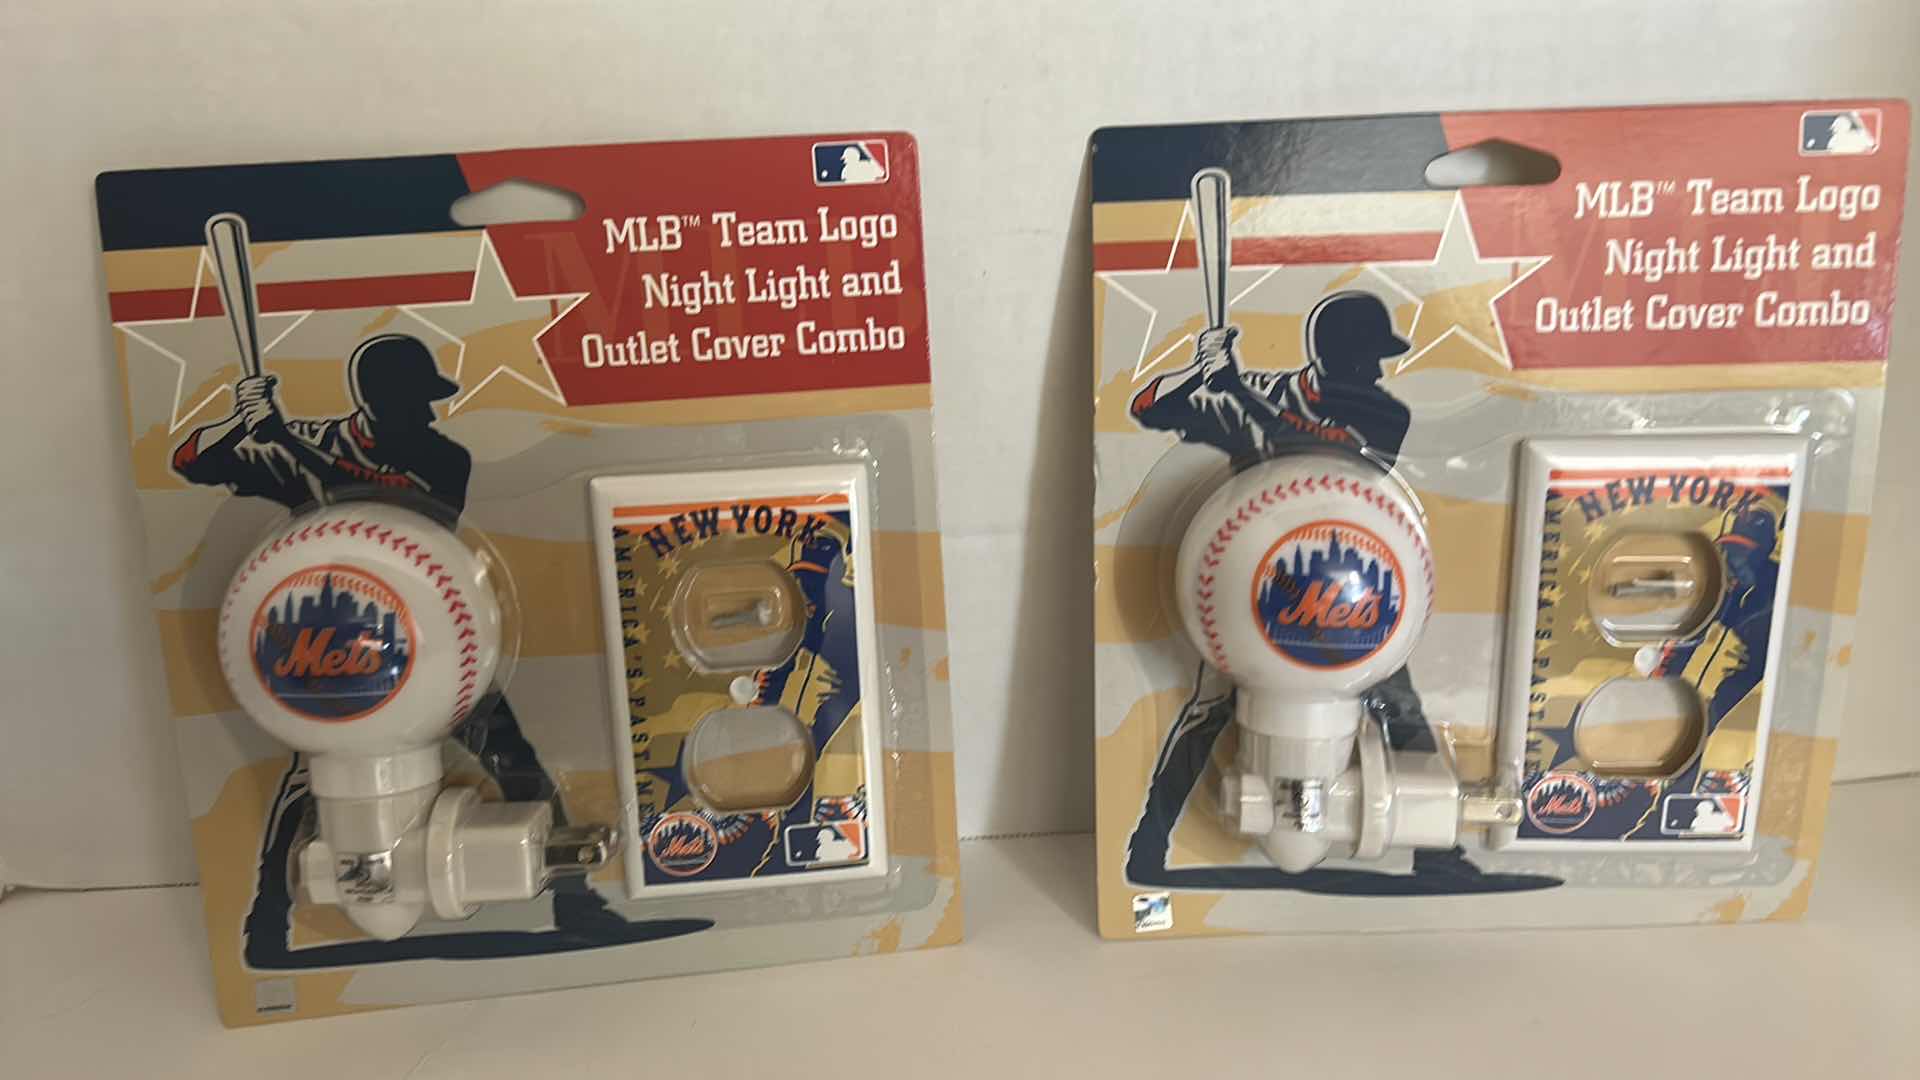 MLB™ Team Logo
Night Light and
Outlet Cover Combo
NEW YORK
AMERICA'S PASTIME
Mets
Mets
MLB™ Team Logo
Night Light and
Outlet Cover Combo
NEW YORK
AMERICA'S PASTIME
Mets
Mets